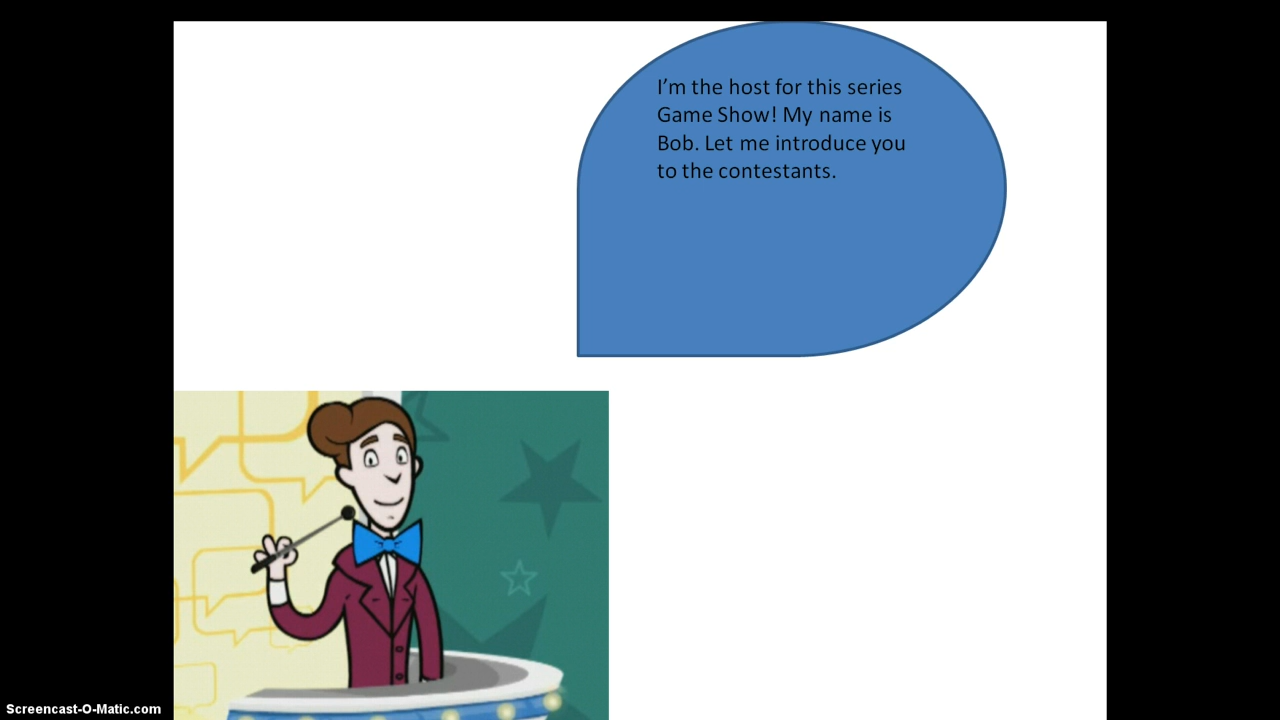 I'm the host for this series
Game Show! My name is
Bob. Let me introduce you
to the contestants.
Screencast-O-Matic.com